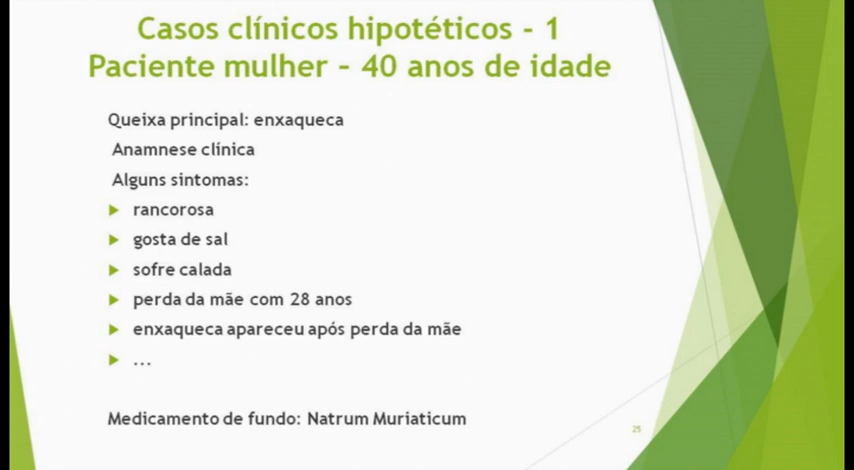 Casos clínicos hipotéticos - 1
Paciente mulher – 40 anos de idade
Queixa principal: enxaqueca
Anamnese clínica
Alguns sintomas:
rancorosa
gosta de sal
sofre calada
perda da mãe com 28 anos
enxaqueca apareceu após perda da mãe
...
Medicamento de fundo: Natrum Muriaticum
25